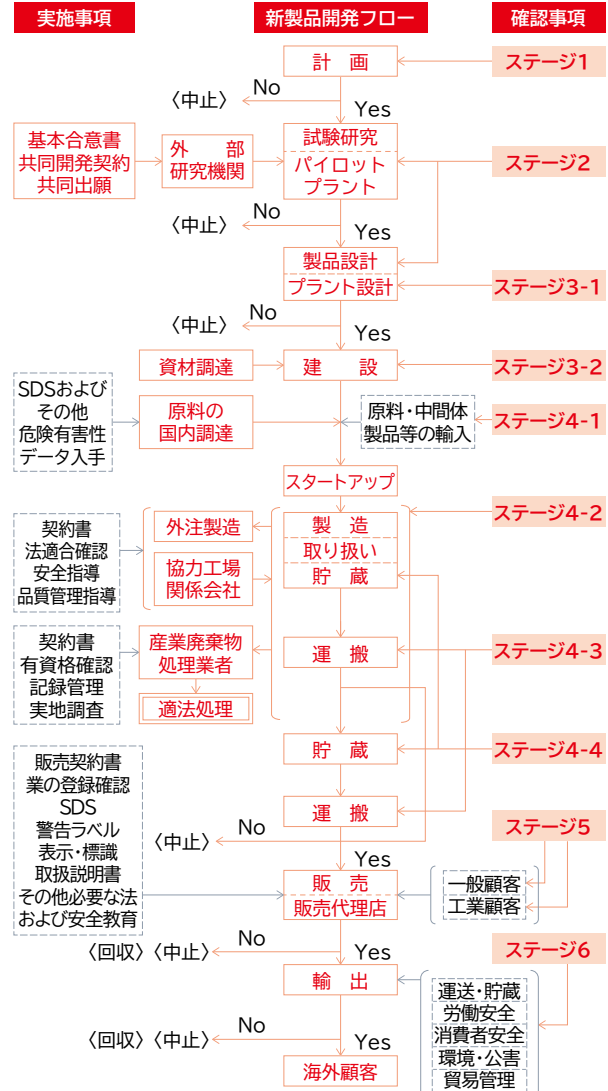 実施事項
新製品開発フロー
確認事項
計 画
ステージ1
No
〈中止〉
Yes
基本合意書
共同開発契約
共同出願
外 部
研究機関
試験研究
パイロット
プラント
ステージ2
No
〈中止〉
Yes
製品設計
プラント設計
ステージ3-1
No
〈中止〉
Yes
資材調達
建 設
ステージ3-2
SDSおよび
その他
危険有害性
データ入手
原料の
国内調達
原料・中間体
製品等の輸入
ステージ4-1
スタートアップ
契約書
法適合確認
安全指導
品質管理指導
外注製造
協力工場
関係会社
製 造
取り扱い
貯 蔵
ステージ4-2
契約書
有資格確認
記録管理
実地調査
産業廃棄物
処理業者
適法処理
運 搬
ステージ4-3
貯 蔵
ステージ4-4
販売契約書
業の登録確認
SDS
警告ラベル
表示・標識
取扱説明書
その他必要な法
および安全教育
運 搬
ステージ5
No
〈中止〉
Yes
販 売
販売代理店
一般顧客
工業顧客
No
〈回収〉〈中止〉
Yes
ステージ6
輸 出
運送・貯蔵
労働安全
消費者安全
環境・公害
貿易管理
No
〈回収〉〈中止〉
Yes
海外顧客